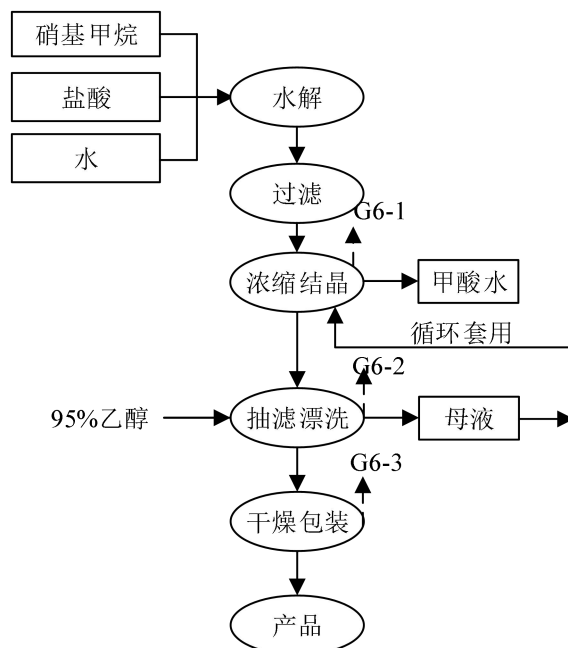 硝基甲烷
盐酸
水
水解
过滤
G6-1
浓缩结晶
甲酸水
循环套用
G6-2
95%乙醇
抽滤漂洗
母液
G6-3
干燥包装
产品